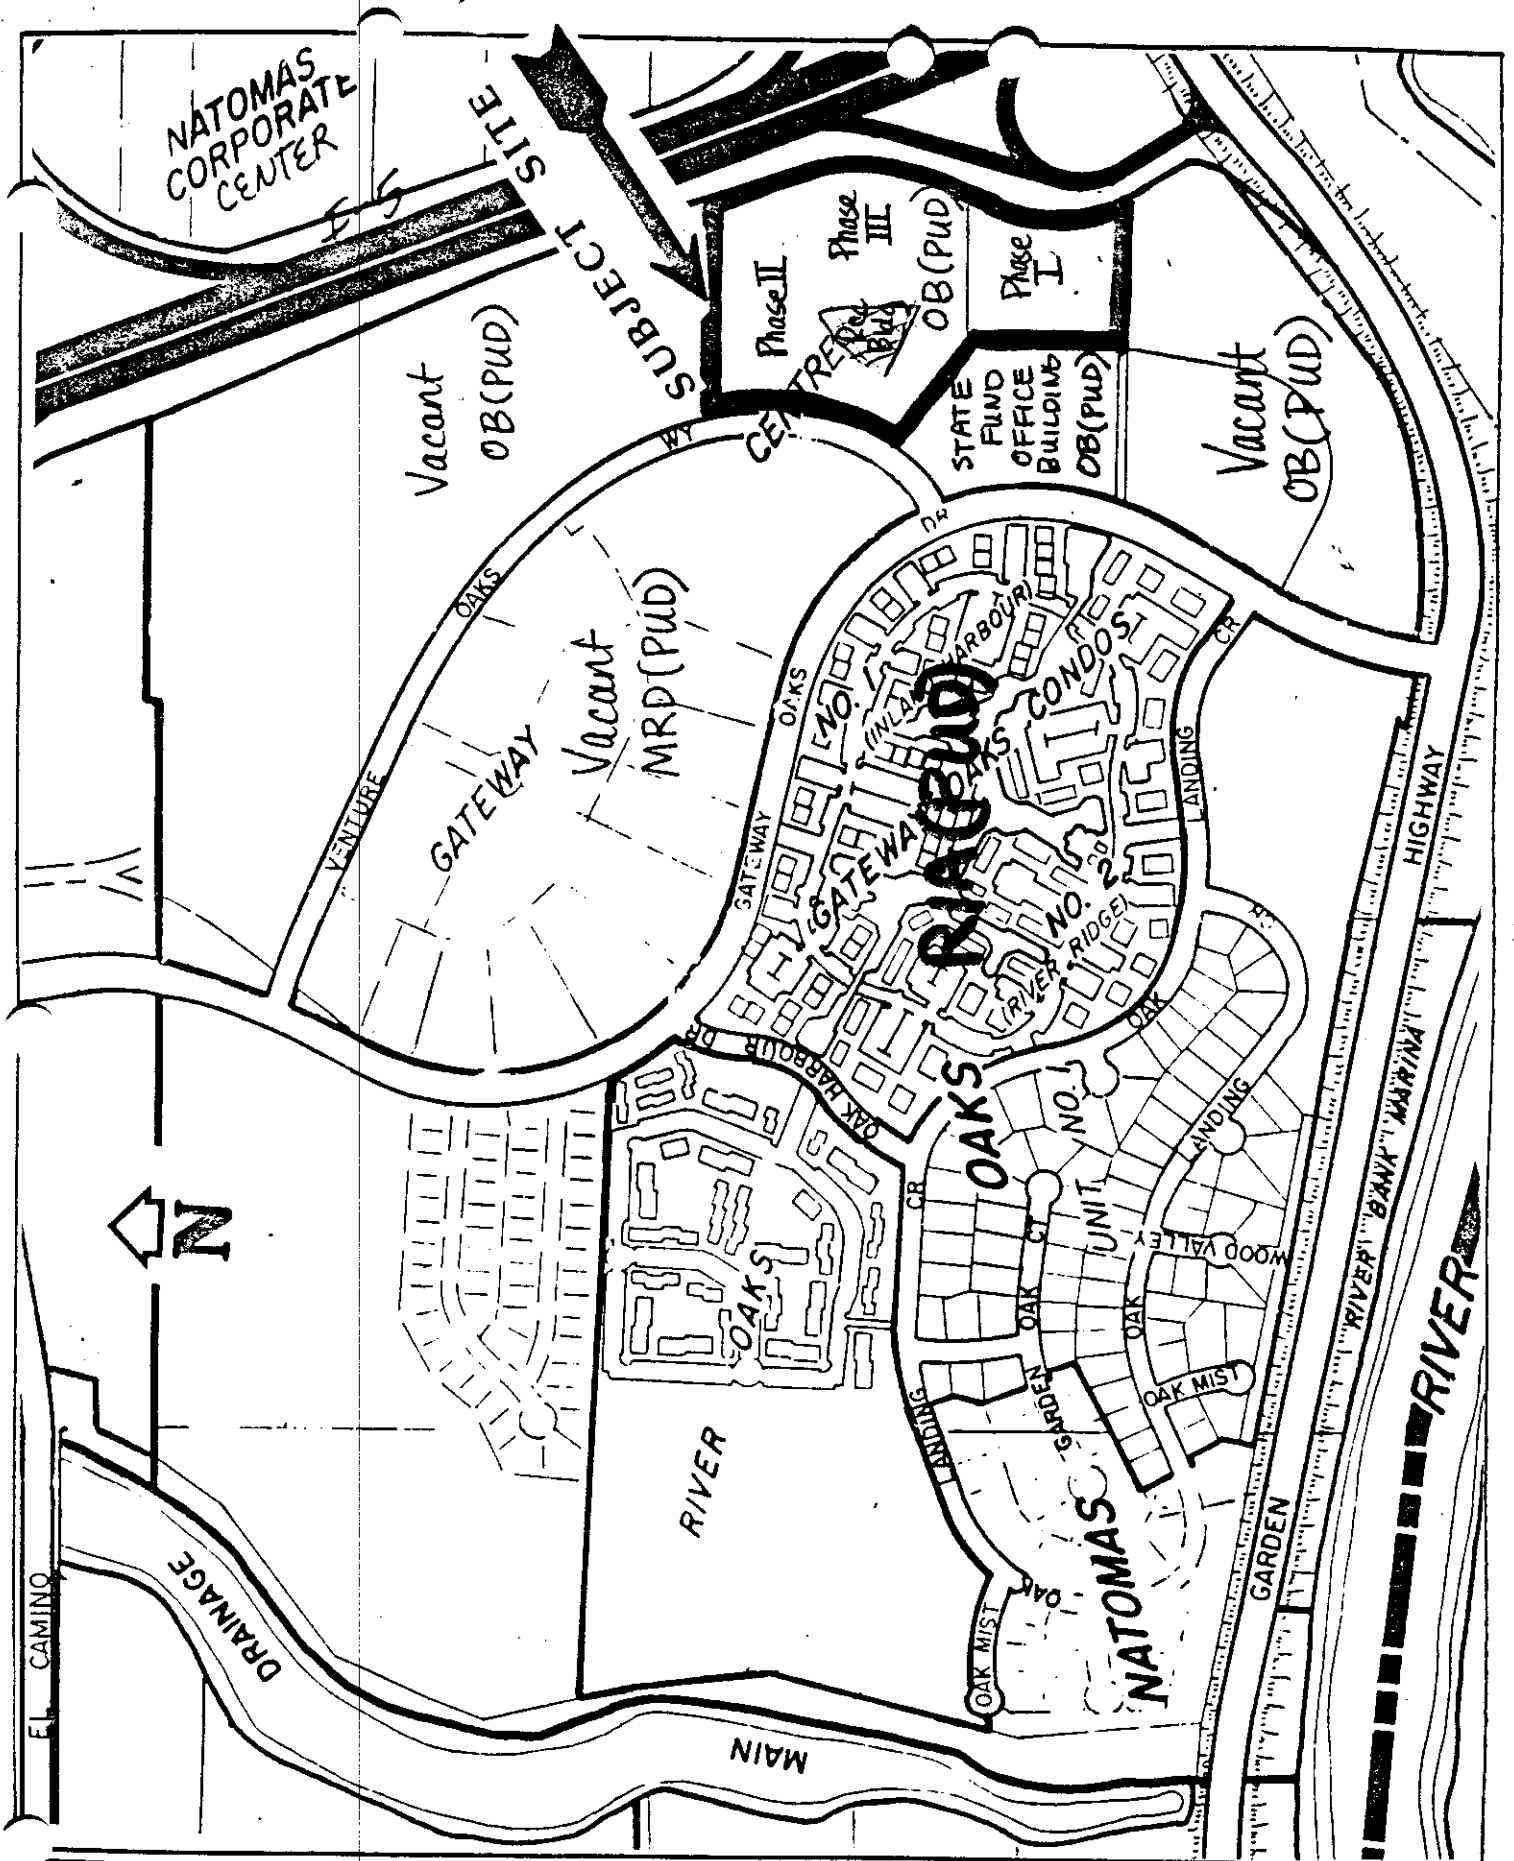 NATOMAS
CORPORATE
CENTER
I-5
SUBJECT SITE
Vacant
OB(PUD)
Phase II
Phase
III
OB(PUD)
Phase
I
CENTRE
STATE
FUND
OFFICE
BUILDING
OB(PUD)
Vacant
OB(PUD)
VENTURE OAKS WY
GATEWAY
Vacant
MRD(PUD)
GATEWAY OAKS DR
NO. 1
HARBOUR)
GATEWAY OAKS CONDOS
R1A(PUD)
NO. 2
(RIVER RIDGE)
OAK LANDING CR
OAK HARBOUR DR
OAKS
UNIT NO. 1
OAK LANDING CR
OAK LANDING
WOOD VALLEY
OAK CT
OAK MIST
GARDEN
LANDING CR
OAK
OAK MIST
NATOMAS
RIVER
OAKS
N
GARDEN HIGHWAY
RIVER BANK MARINA
RIVER
MAIN
DRAINAGE
EL CAMINO